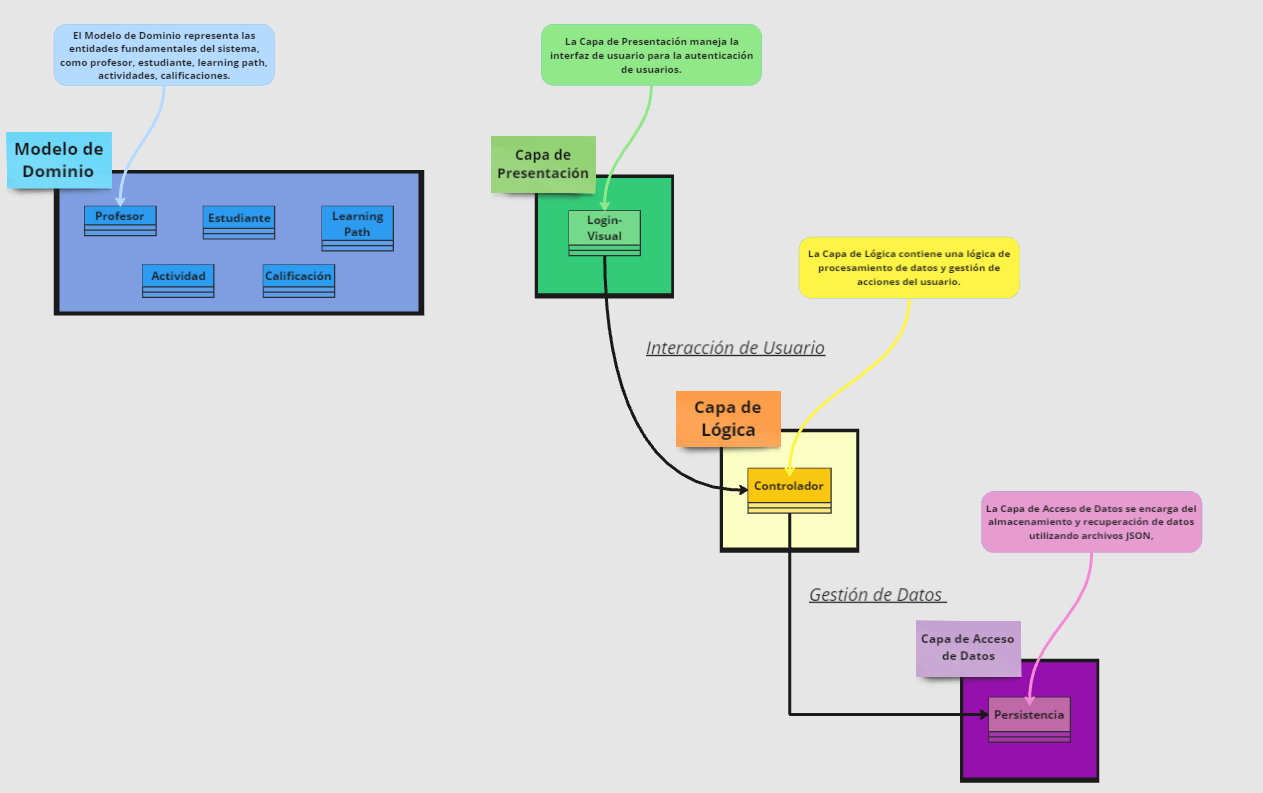 El Modelo de Dominio representa las
entidades fundamentales del sistema,
como profesor, estudiante, learning path,
actividades, calificaciones.
Modelo de
Dominio
Profesor
Estudiante
Learning
Path
Actividad
Calificación
La Capa de Presentación maneja la
interfaz de usuario para la autenticación
de usuarios.
Capa de
Presentación
Login-
Visual
Interacción de Usuario
La Capa de Lógica contiene una lógica de
procesamiento de datos y gestión de
acciones del usuario.
Capa de
Lógica
Controlador
Gestión de Datos
La Capa de Acceso de Datos se encarga del
almacenamiento y recuperación de datos
utilizando archivos JSON,
Capa de Acceso
de Datos
Persistencia